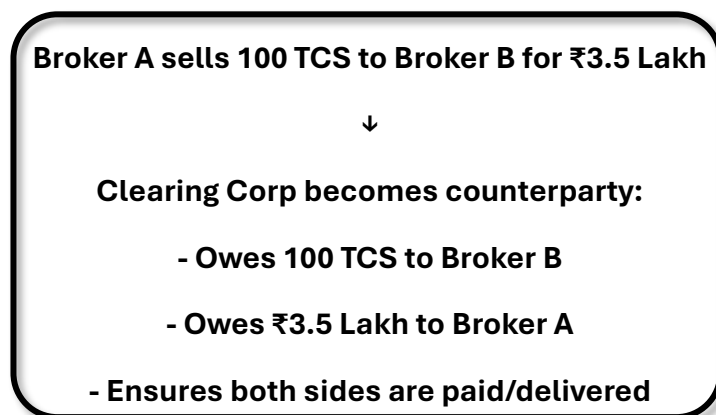 Broker A sells 100 TCS to Broker B for ₹3.5 Lakh
↓
Clearing Corp becomes counterparty:
- Owes 100 TCS to Broker B
- Owes ₹3.5 Lakh to Broker A
- Ensures both sides are paid/delivered